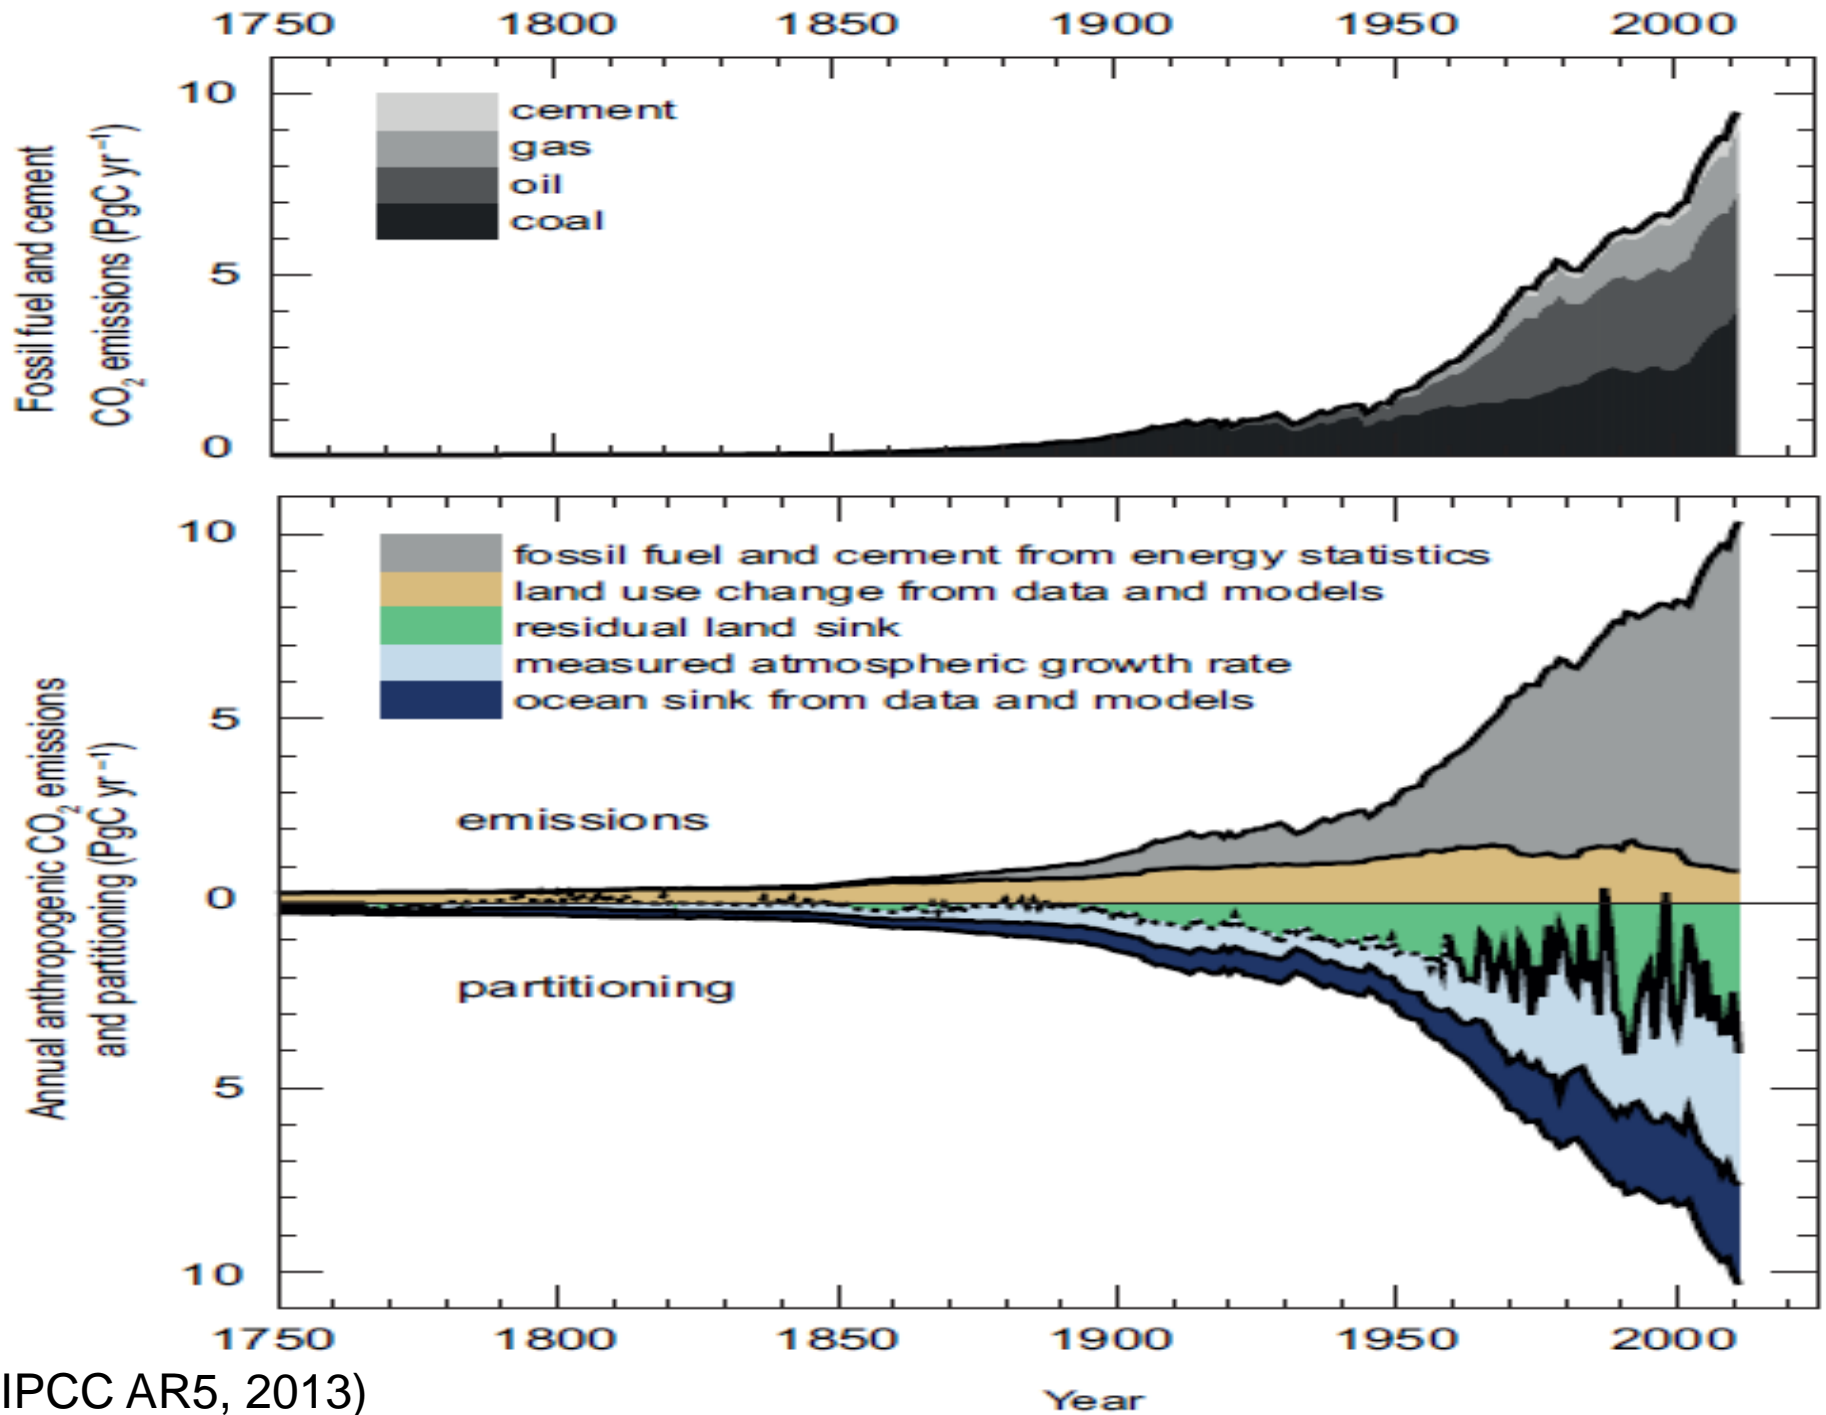 1750 1800 1850 1900 1950 2000
Fossil fuel and cement
CO₂ emissions (PgC yr⁻¹)
10
5
0
cement
gas
oil
coal
Annual anthropogenic CO₂ emissions
and partitioning (PgC yr⁻¹)
10
5
0
5
10
fossil fuel and cement from energy statistics
land use change from data and models
residual land sink
measured atmospheric growth rate
ocean sink from data and models
emissions
partitioning
1750 1800 1850 1900 1950 2000
Year
IPCC AR5, 2013)